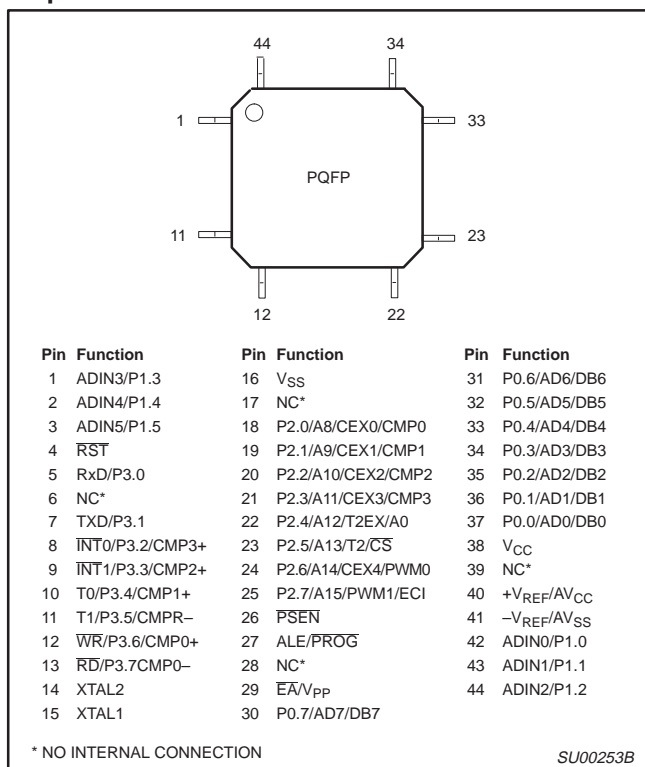 44 34
1 33
PQFP
11 23
12 22
Pin Function Pin Function Pin Function
1 ADIN3/P1.3 16 VSS 31 P0.6/AD6/DB6
2 ADIN4/P1.4 17 NC* 32 P0.5/AD5/DB5
3 ADIN5/P1.5 18 P2.0/A8/CEX0/CMP0 33 P0.4/AD4/DB4
4 R̅S̅T̅ 19 P2.1/A9/CEX1/CMP1 34 P0.3/AD3/DB3
5 RxD/P3.0 20 P2.2/A10/CEX2/CMP2 35 P0.2/AD2/DB2
6 NC* 21 P2.3/A11/CEX3/CMP3 36 P0.1/AD1/DB1
7 TXD/P3.1 22 P2.4/A12/T2EX/A0 37 P0.0/AD0/DB0
8 I̅N̅T̅0/P3.2/CMP3+ 23 P2.5/A13/T2/C̅S̅ 38 VCC
9 I̅N̅T̅1/P3.3/CMP2+ 24 P2.6/A14/CEX4/PWM0 39 NC*
10 T0/P3.4/CMP1+ 25 P2.7/A15/PWM1/ECI 40 +VREF/AVCC
11 T1/P3.5/CMPR– 26 P̅S̅E̅N̅ 41 –VREF/AVSS
12 W̅R̅/P3.6/CMP0+ 27 ALE/P̅R̅O̅G̅ 42 ADIN0/P1.0
13 R̅D̅/P3.7CMP0– 28 NC* 43 ADIN1/P1.1
14 XTAL2 29 E̅A̅/VPP 44 ADIN2/P1.2
15 XTAL1 30 P0.7/AD7/DB7
* NO INTERNAL CONNECTION SU00253B